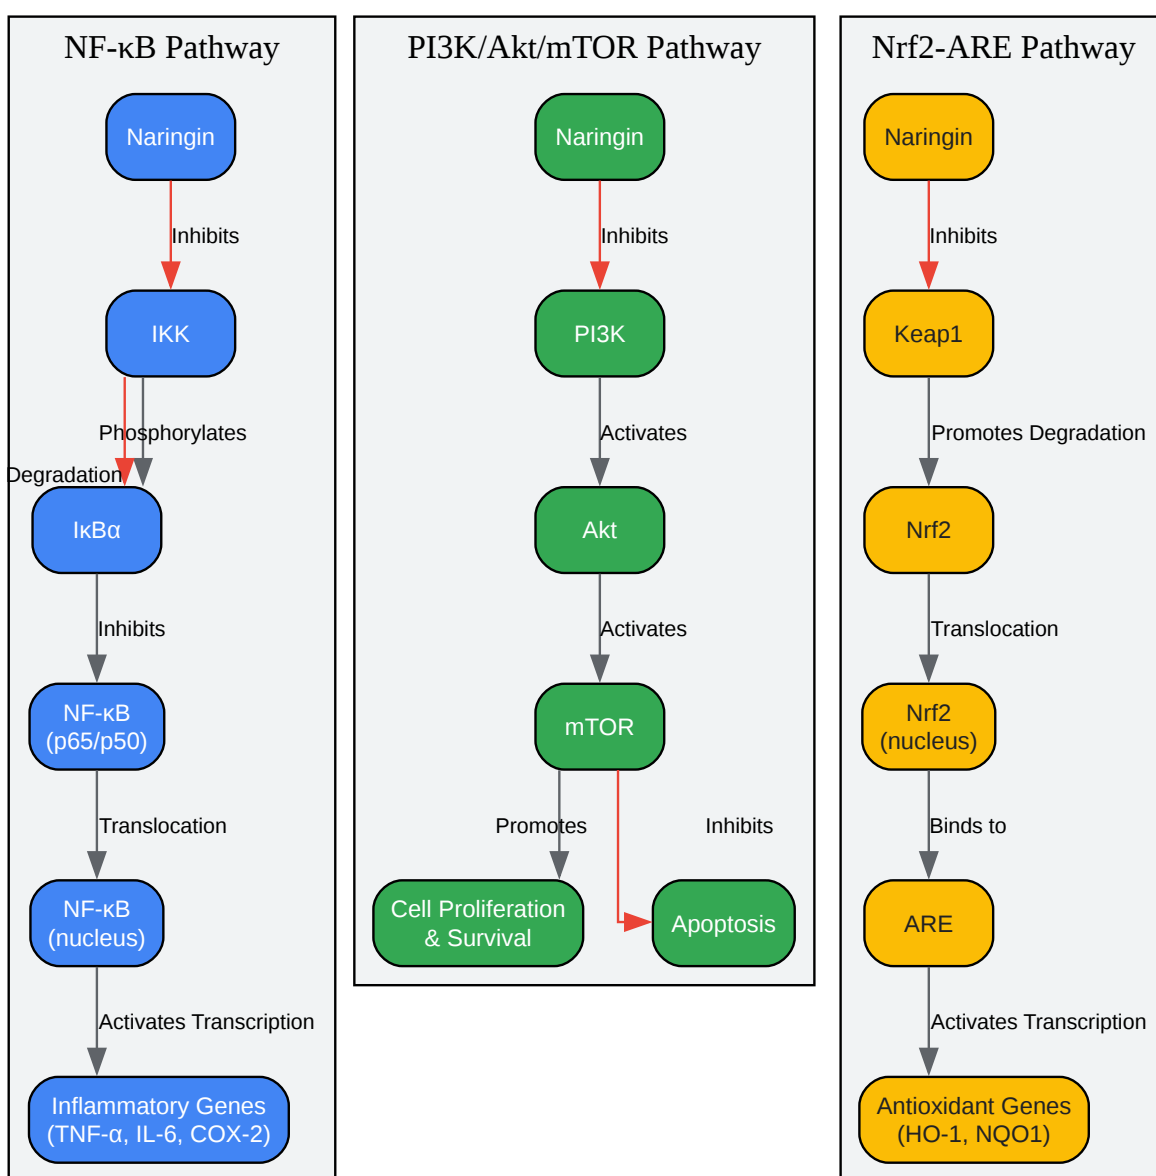 NF-κB Pathway
Naringin
Inhibits
IKK
Phosphorylates
Degradation
IκBα
Inhibits
NF-κB
(p65/p50)
Translocation
NF-κB
(nucleus)
Activates Transcription
Inflammatory Genes
(TNF-α, IL-6, COX-2)
PI3K/Akt/mTOR Pathway
Naringin
Inhibits
PI3K
Activates
Akt
Activates
mTOR
Promotes
Inhibits
Cell Proliferation
& Survival
Apoptosis
Nrf2-ARE Pathway
Naringin
Inhibits
Keap1
Promotes Degradation
Nrf2
Translocation
Nrf2
(nucleus)
Binds to
ARE
Activates Transcription
Antioxidant Genes
(HO-1, NQO1)